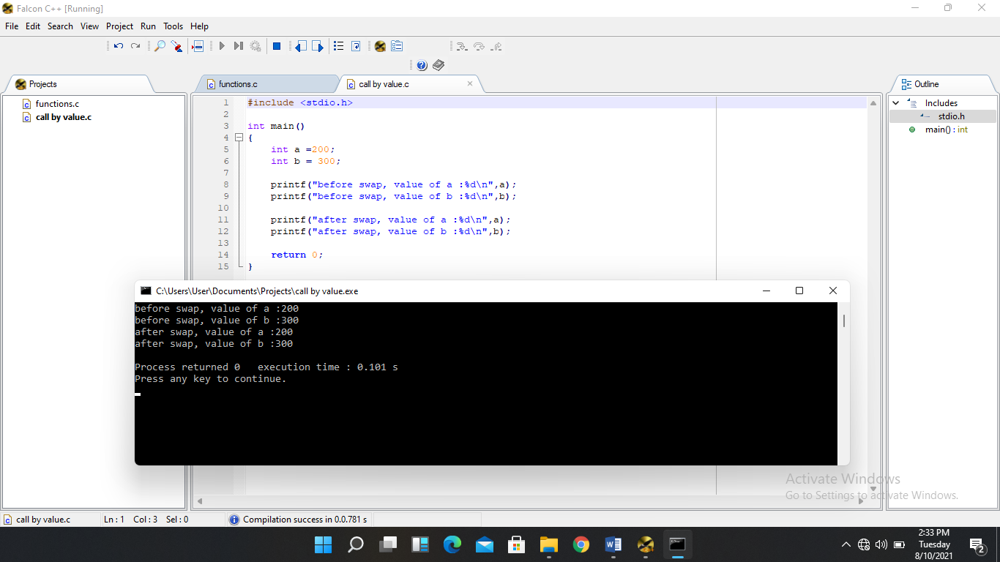 Falcon C++ [Running]
File Edit Search View Project Run Tools Help
Projects
functions.c
call by value.c
functions.c
call by value.c
1 #include <stdio.h>
2
3 int main()
4 {
5 int a =200;
6 int b = 300;
7
8 printf("before swap, value of a :%d\n",a);
9 printf("before swap, value of b :%d\n",b);
10
11 printf("after swap, value of a :%d\n",a);
12 printf("after swap, value of b :%d\n",b);
13
14 return 0;
15 }
Outline
Includes
stdio.h
main() : int
C:\Users\User\Documents\Projects\call by value.exe
before swap, value of a :200
before swap, value of b :300
after swap, value of a :200
after swap, value of b :300
Process returned 0 execution time : 0.101 s
Press any key to continue.
Activate Windows
Go to Settings to activate Windows.
call by value.c Ln : 1 Col : 3 Sel : 0 Compilation success in 0.0.781 s
2:33 PM
Tuesday
8/10/2021
2